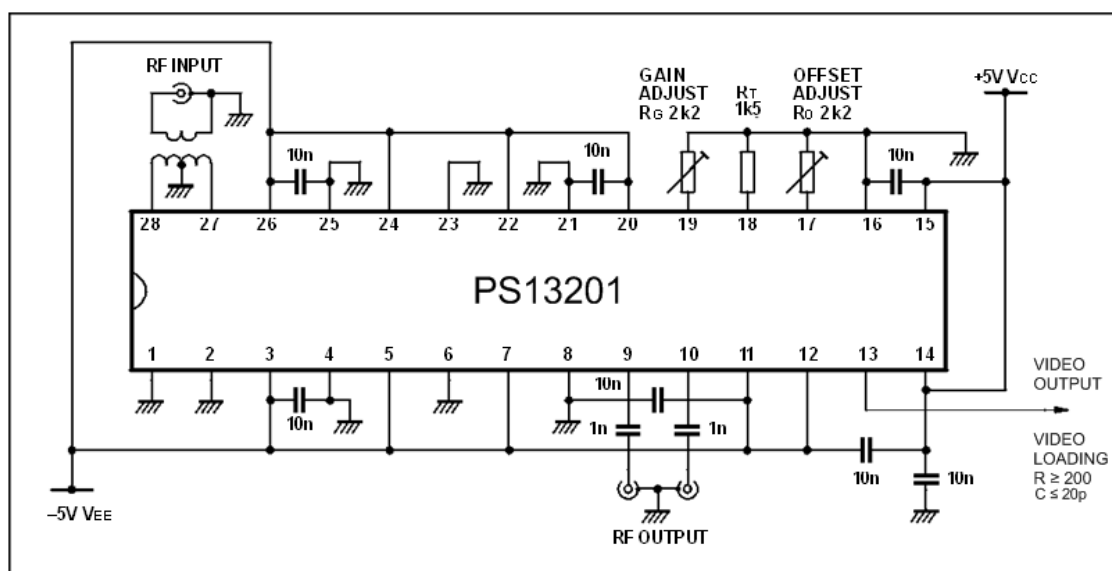 RF INPUT
GAIN
ADJUST
RG 2k2
RT
1k5
OFFSET
ADJUST
RO 2k2
+5V VCC
10n
10n
10n
28 27 26 25 24 23 22 21 20 19 18 17 16 15
PS13201
1 2 3 4 5 6 7 8 9 10 11 12 13 14
10n
10n
1n
1n
10n
10n
VIDEO
OUTPUT
VIDEO
LOADING
R ≥ 200
C ≤ 20p
–5V VEE
RF OUTPUT